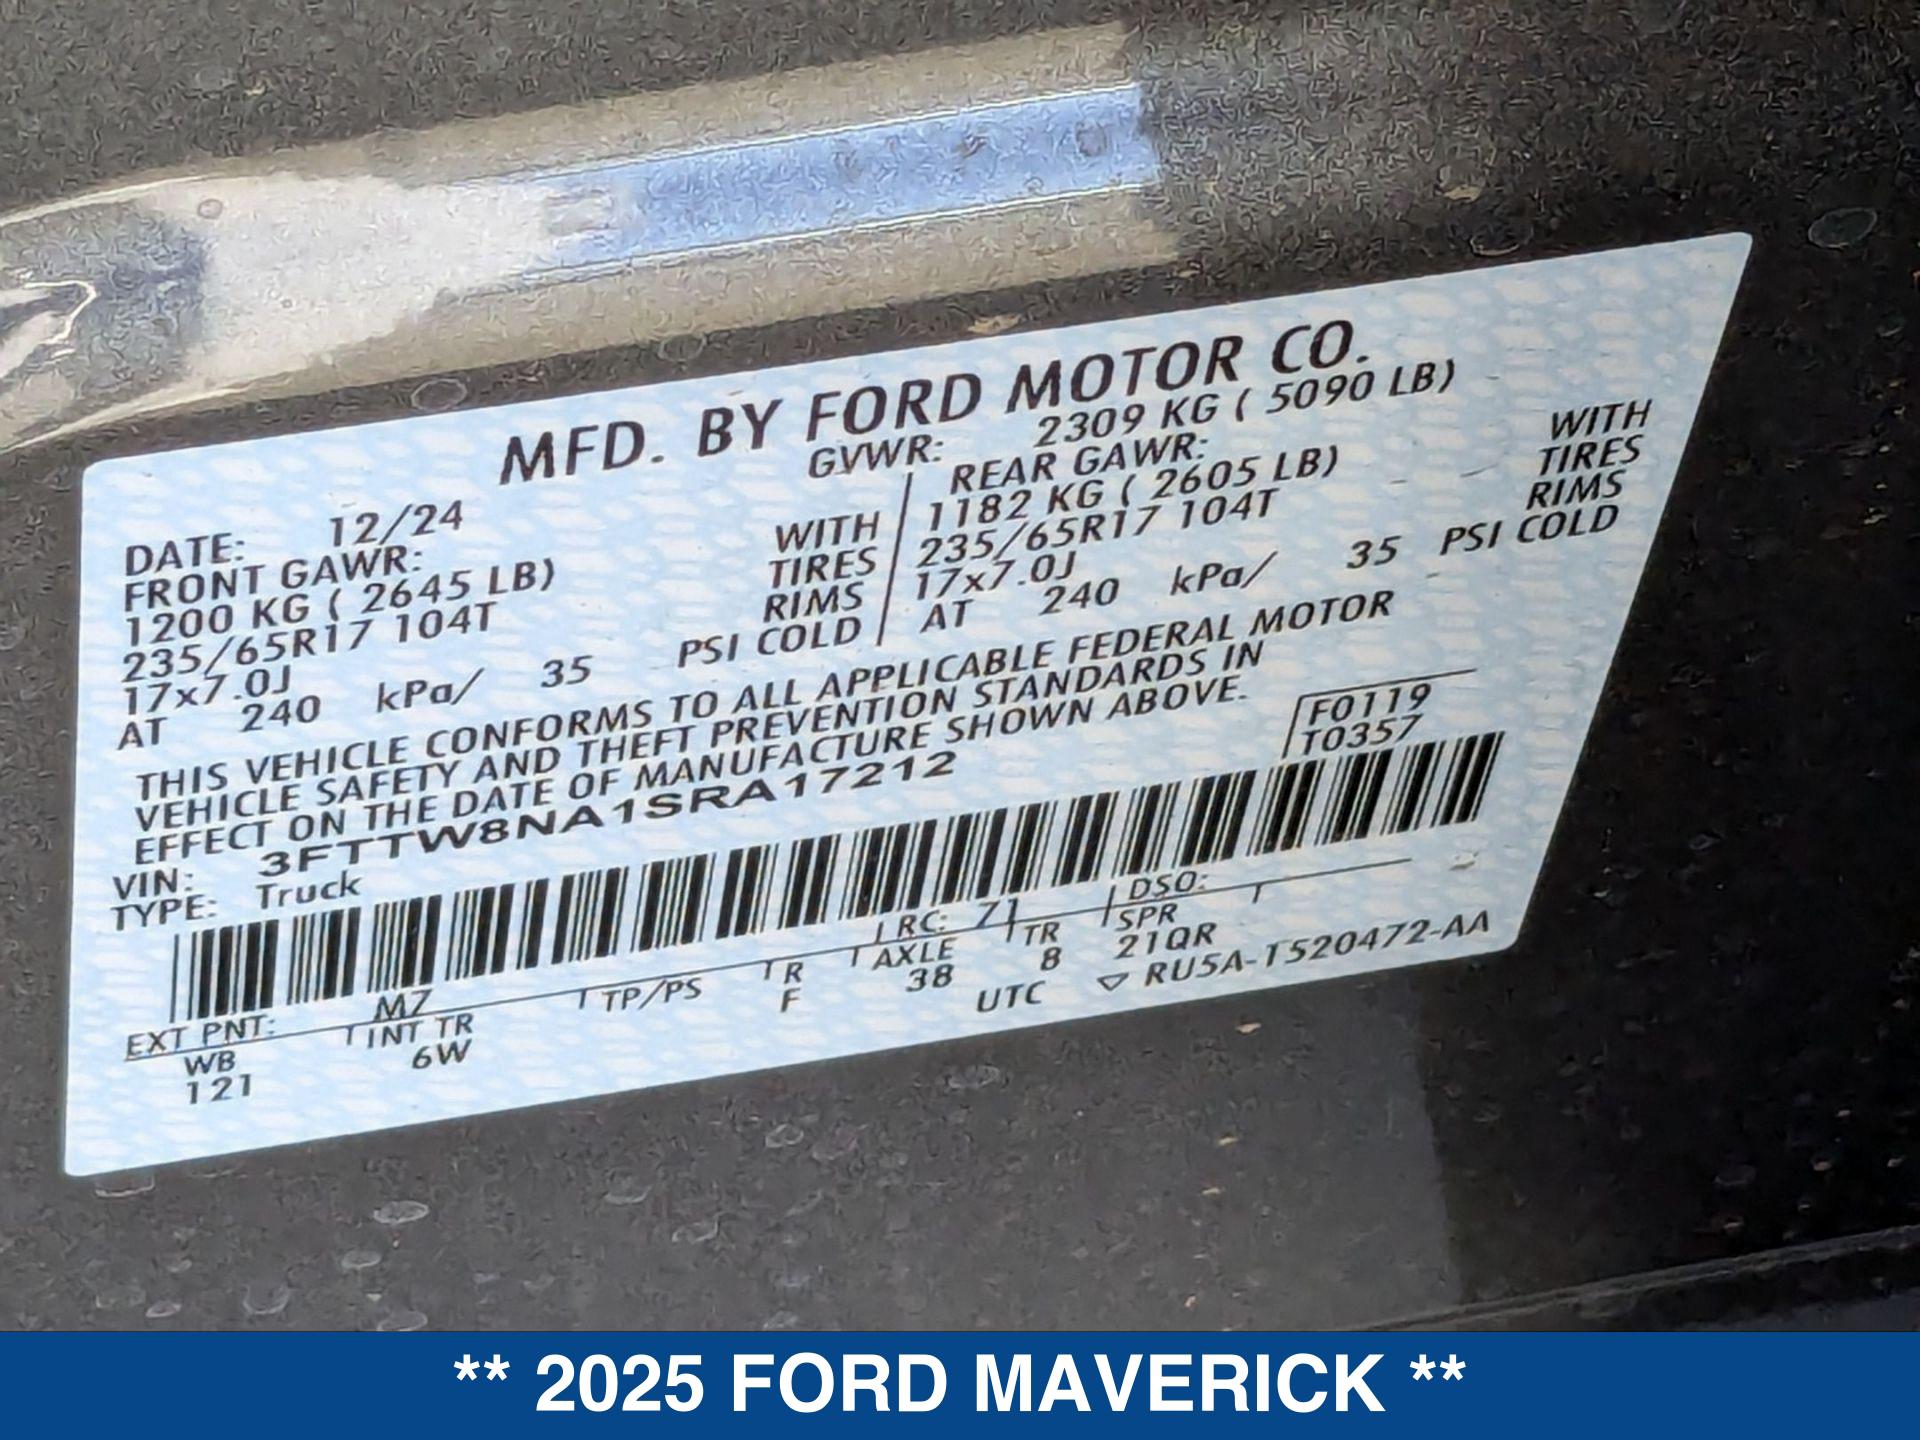 MFD. BY FORD MOTOR CO.
DATE: 12/24 GVWR: 2309 KG ( 5090 LB)
FRONT GAWR: REAR GAWR:
1200 KG ( 2645 LB) WITH 1182 KG ( 2605 LB) WITH
235/65R17 104T TIRES 235/65R17 104T TIRES
17x7.0J RIMS 17x7.0J RIMS
AT 240 kPa/ 35 PSI COLD AT 240 kPa/ 35 PSI COLD
THIS VEHICLE CONFORMS TO ALL APPLICABLE FEDERAL MOTOR
VEHICLE SAFETY AND THEFT PREVENTION STANDARDS IN
EFFECT ON THE DATE OF MANUFACTURE SHOWN ABOVE.
VIN: 3FTTW8NA1SRA17212 F0119
TYPE: Truck T0357
EXT PNT: M7 RC: 71 DSO:
WB INT TR TP/PS R AXLE TR SPR
121 6W F 38 8 21QR
UTC ▽ RU5A-1520472-AA
** 2025 FORD MAVERICK **